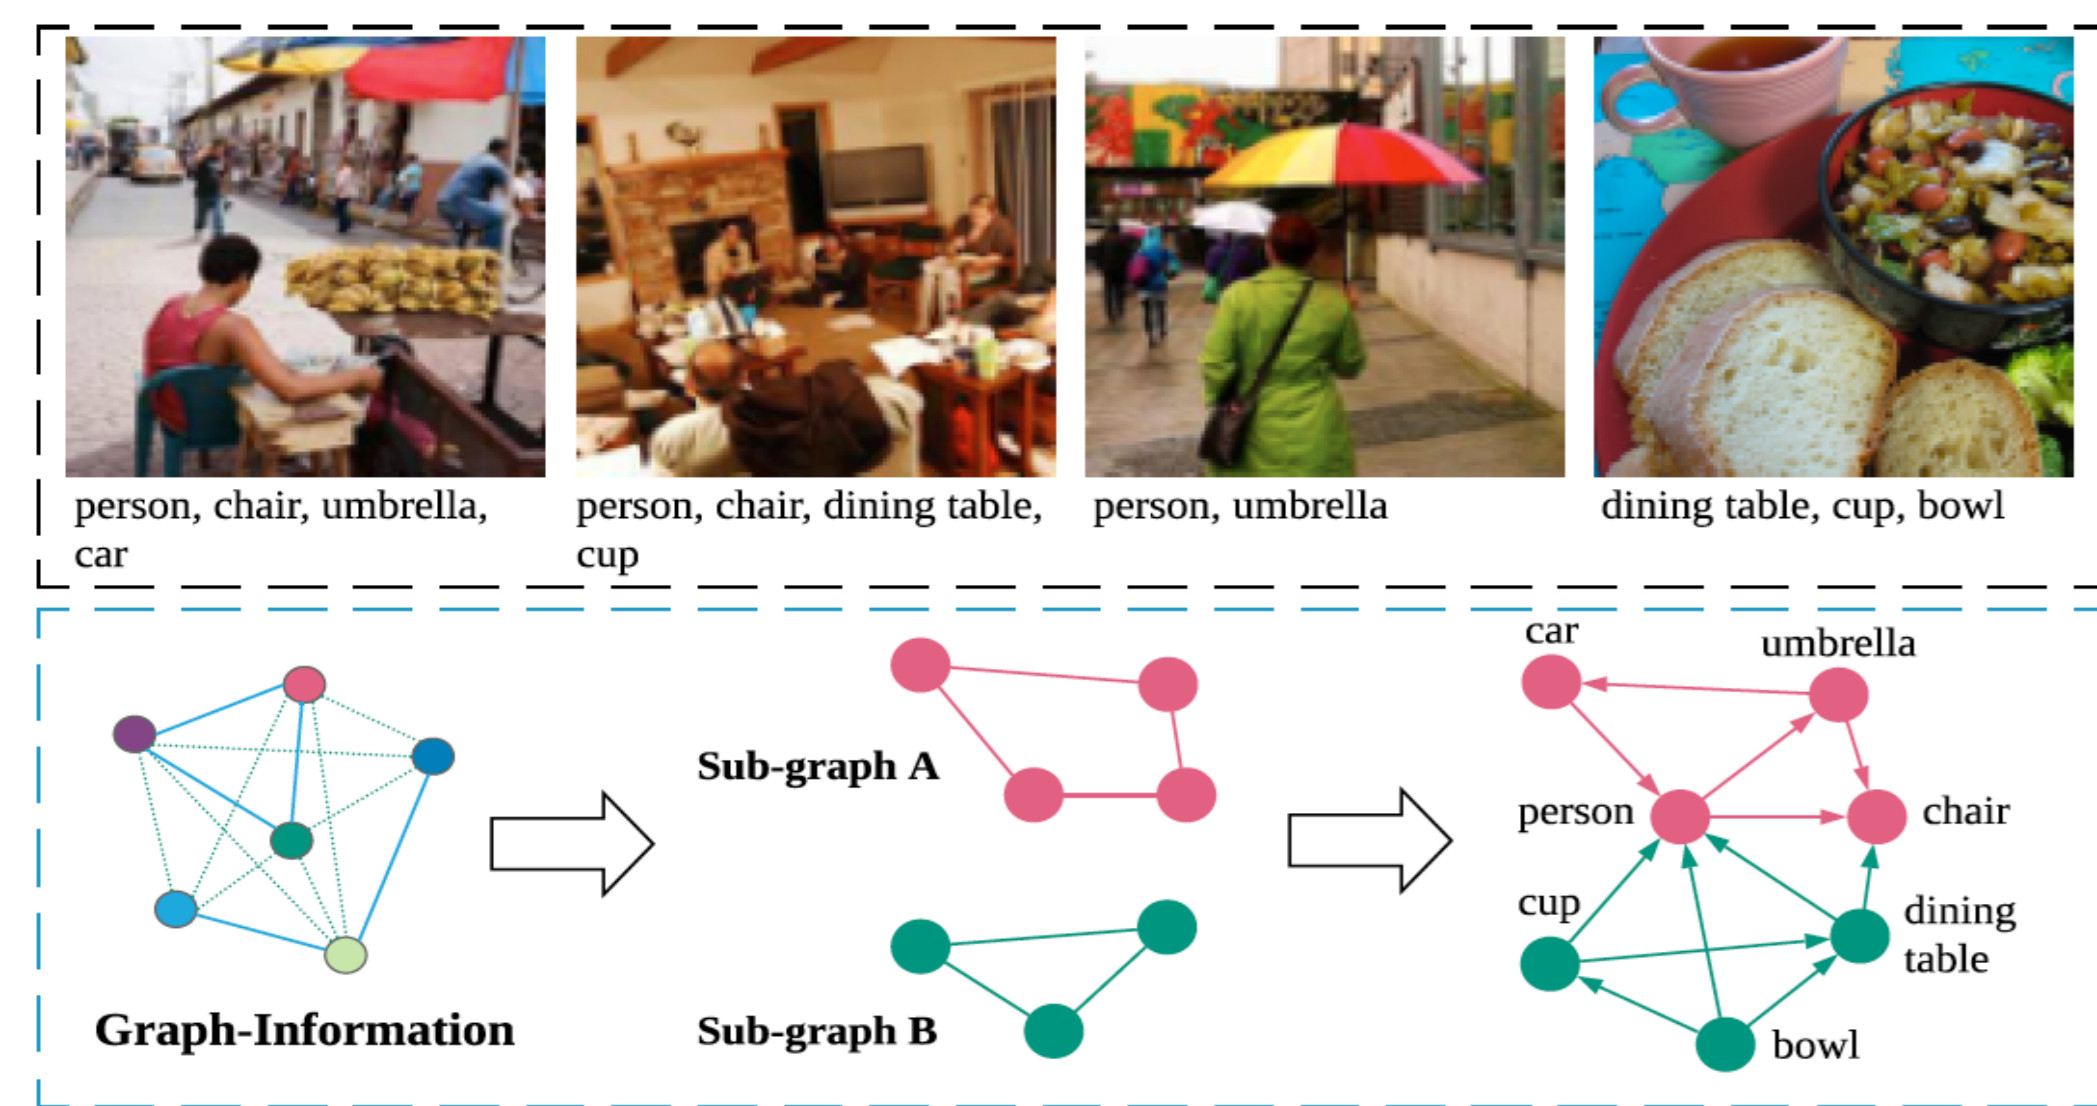 person, chair, umbrella,
car
person, chair, dining table,
cup
person, umbrella
dining table, cup, bowl
Graph-Information
Sub-graph A
Sub-graph B
car
umbrella
person
chair
cup
dining
table
bowl